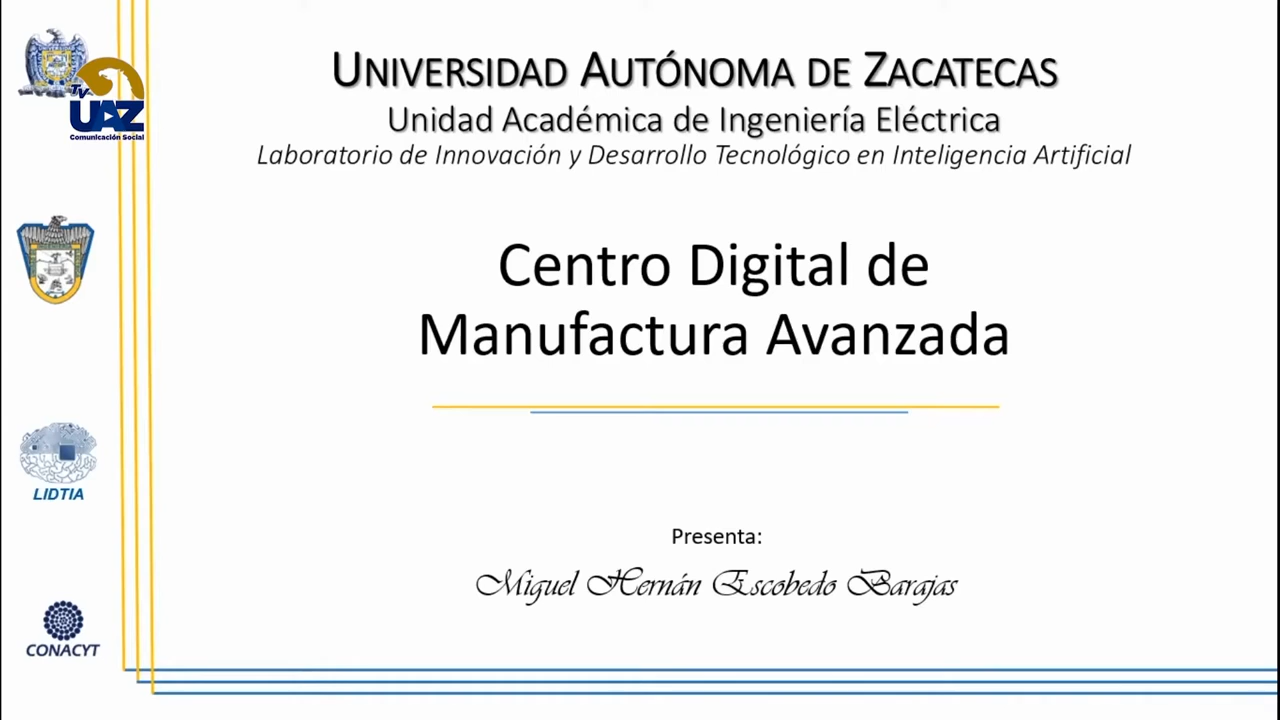 UNIVERSIDAD AUTÓNOMA DE ZACATECAS
Unidad Académica de Ingeniería Eléctrica
Laboratorio de Innovación y Desarrollo Tecnológico en Inteligencia Artificial
Tv
UAZ
Comunicación Social
Centro Digital de
Manufactura Avanzada
LIDTIA
Presenta:
Miguel Hernán Escobedo Barajas
CONACYT